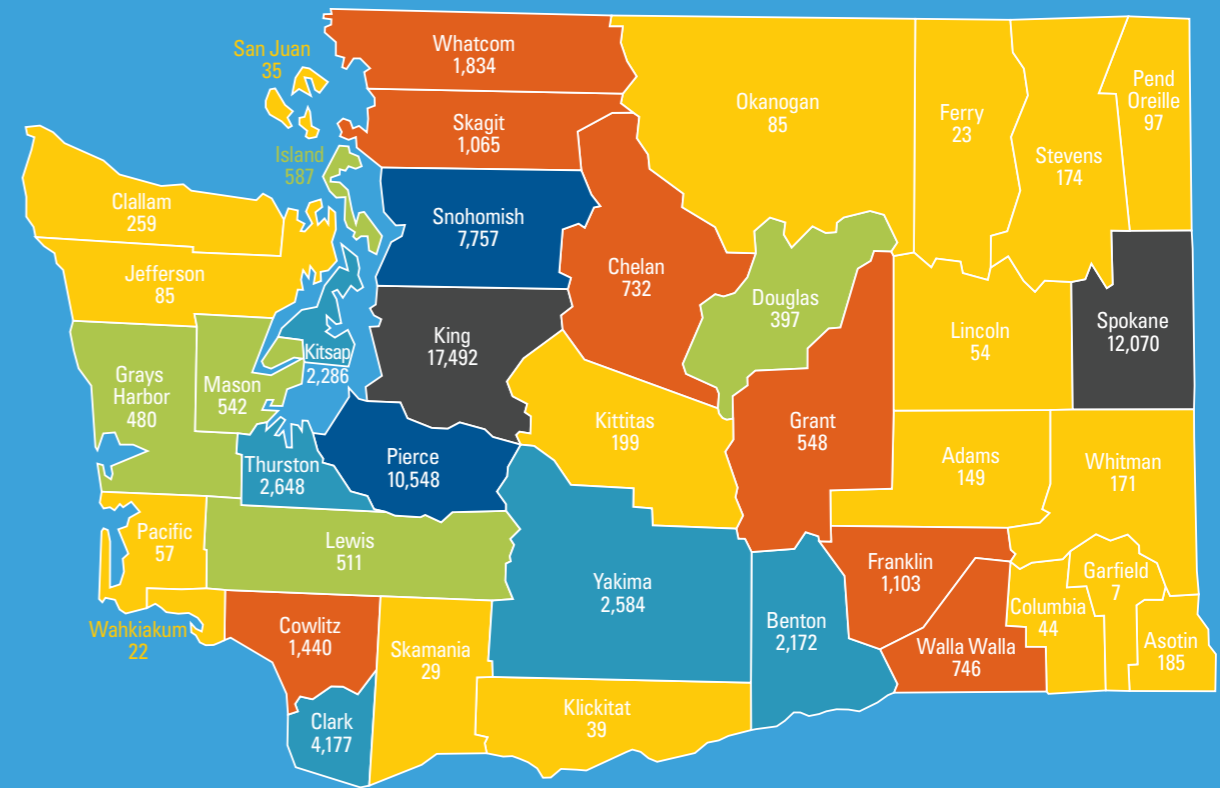 San Juan
35
Whatcom
1,834
Skagit
1,065
Island
587
Okanogan
85
Ferry
23
Stevens
174
Pend
Oreille
97
Clallam
259
Jefferson
85
Snohomish
7,757
Chelan
732
Douglas
397
Grays
Harbor
480
Mason
542
Kitsap
2,286
King
17,492
Lincoln
54
Spokane
12,070
Kittitas
199
Grant
548
Thurston
2,648
Pierce
10,548
Adams
149
Whitman
171
Pacific
57
Lewis
511
Yakima
2,584
Benton
2,172
Franklin
1,103
Garfield
7
Columbia
44
Wahkiakum
22
Cowlitz
1,440
Skamania
29
Walla Walla
746
Asotin
185
Clark
4,177
Klickitat
39